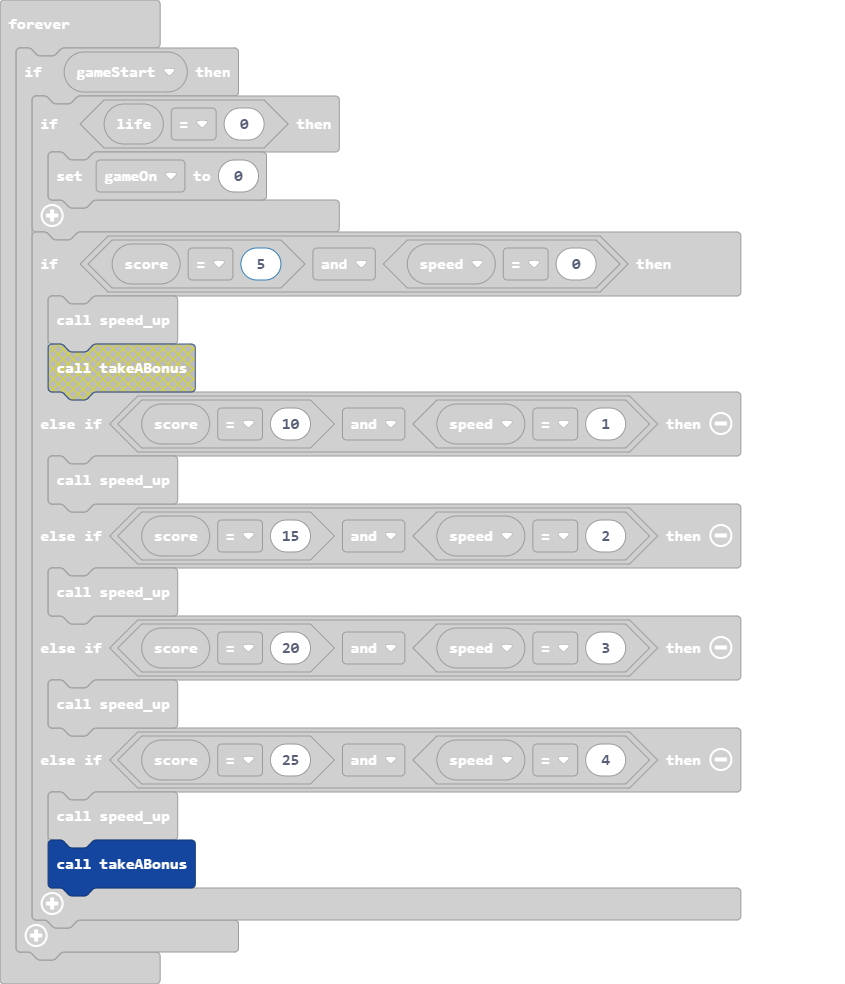 forever
if gameStart then
if life = 0 then
set gameOn to 0
if score = 5 and speed = 0 then
call speed_up
call takeABonus
else if score = 10 and speed = 1 then
call speed_up
else if score = 15 and speed = 2 then
call speed_up
else if score = 20 and speed = 3 then
call speed_up
else if score = 25 and speed = 4 then
call speed_up
call takeABonus